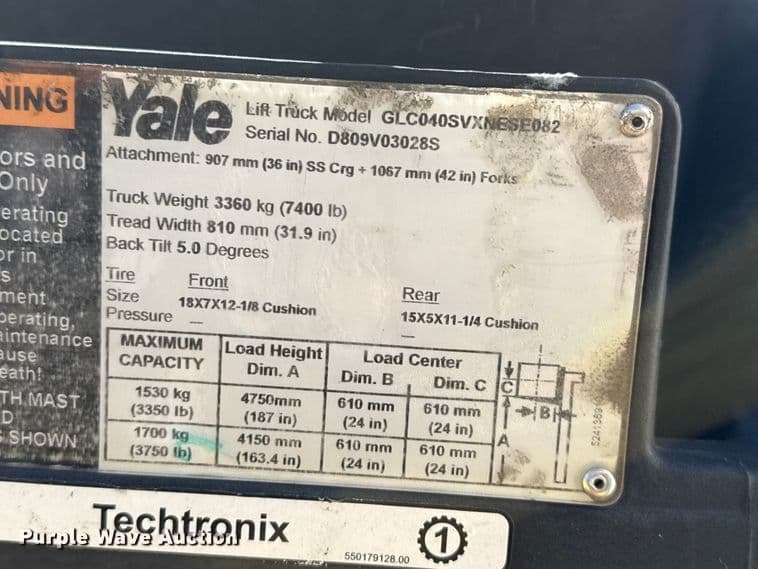 NING
ors and
Only
erating
ocated
or in
s
ment
perating,
aintenance
ause
eath!
TH MAST
D
SHOWN
Yale
Lift Truck Model GLC040SVXNESE082
Serial No. D809V03028S
Attachment: 907 mm (36 in) SS Crg + 1067 mm (42 in) Forks
Truck Weight 3360 kg (7400 lb)
Tread Width 810 mm (31.9 in)
Back Tilt 5.0 Degrees
Tire Front Rear
Size 18X7X12-1/8 Cushion 15X5X11-1/4 Cushion
Pressure — —
MAXIMUM CAPACITY Load Height Dim. A Load Center Dim. B Dim. C
1530 kg (3350 lb) 4750mm (187 in) 610 mm (24 in) 610 mm (24 in)
1700 kg (3750 lb) 4150 mm (163.4 in) 610 mm (24 in) 610 mm (24 in)
C
B
A
Techtronix
1
550179128.00
Purple Wave Auction